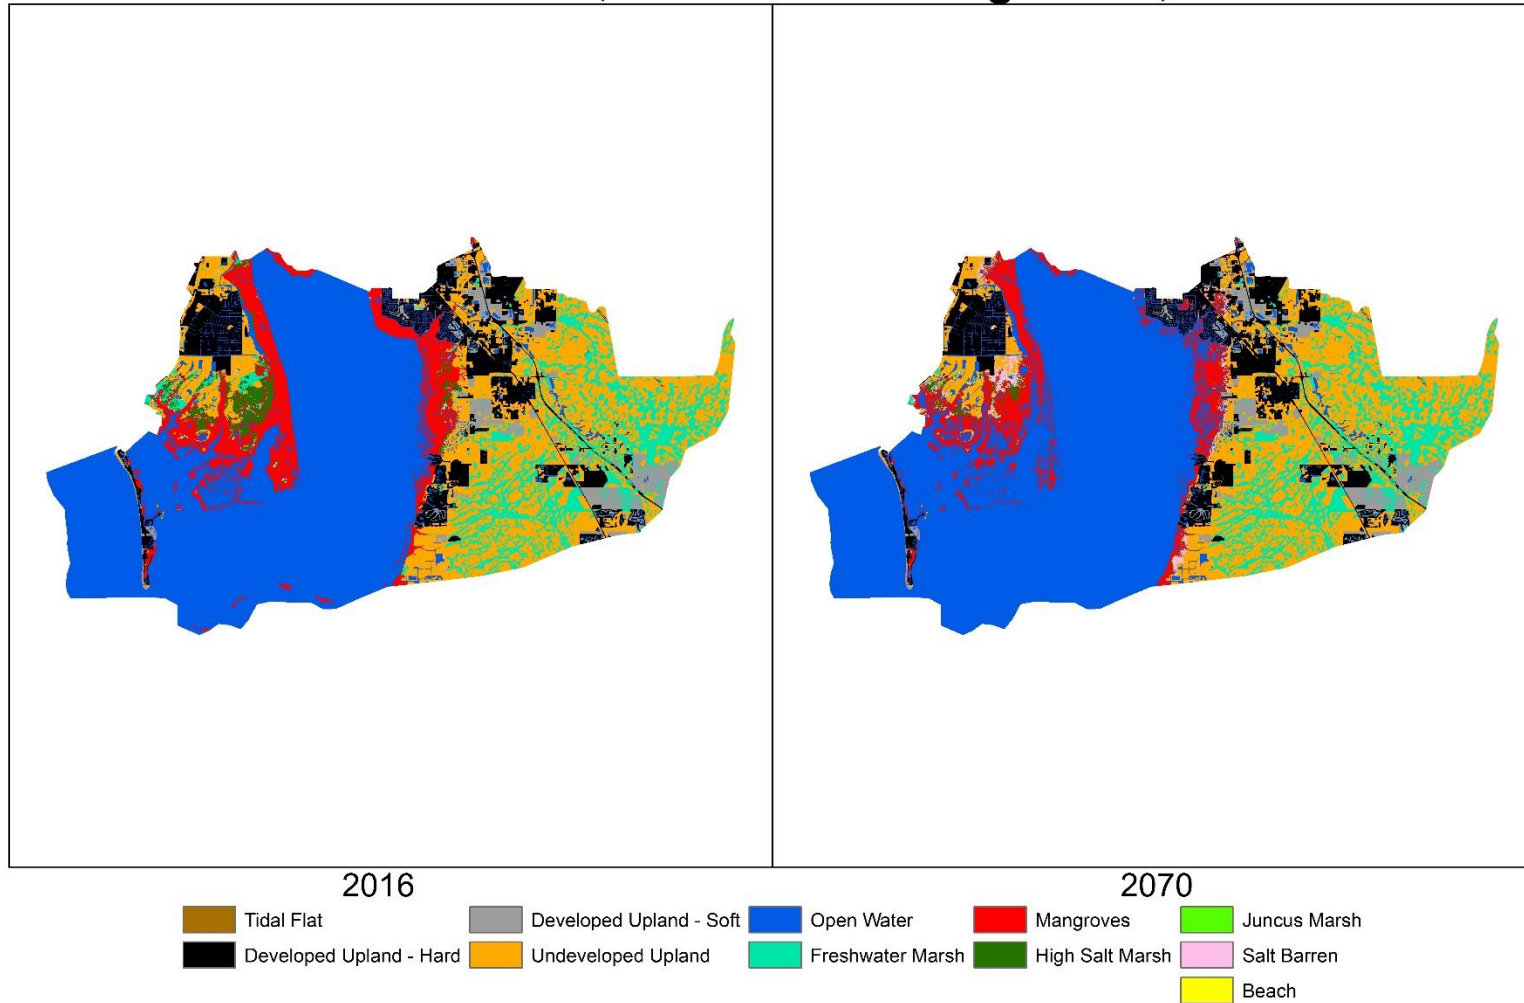 2016
2070
Tidal Flat
Developed Upland - Soft
Open Water
Mangroves
Juncus Marsh
Developed Upland - Hard
Undeveloped Upland
Freshwater Marsh
High Salt Marsh
Salt Barren
Beach